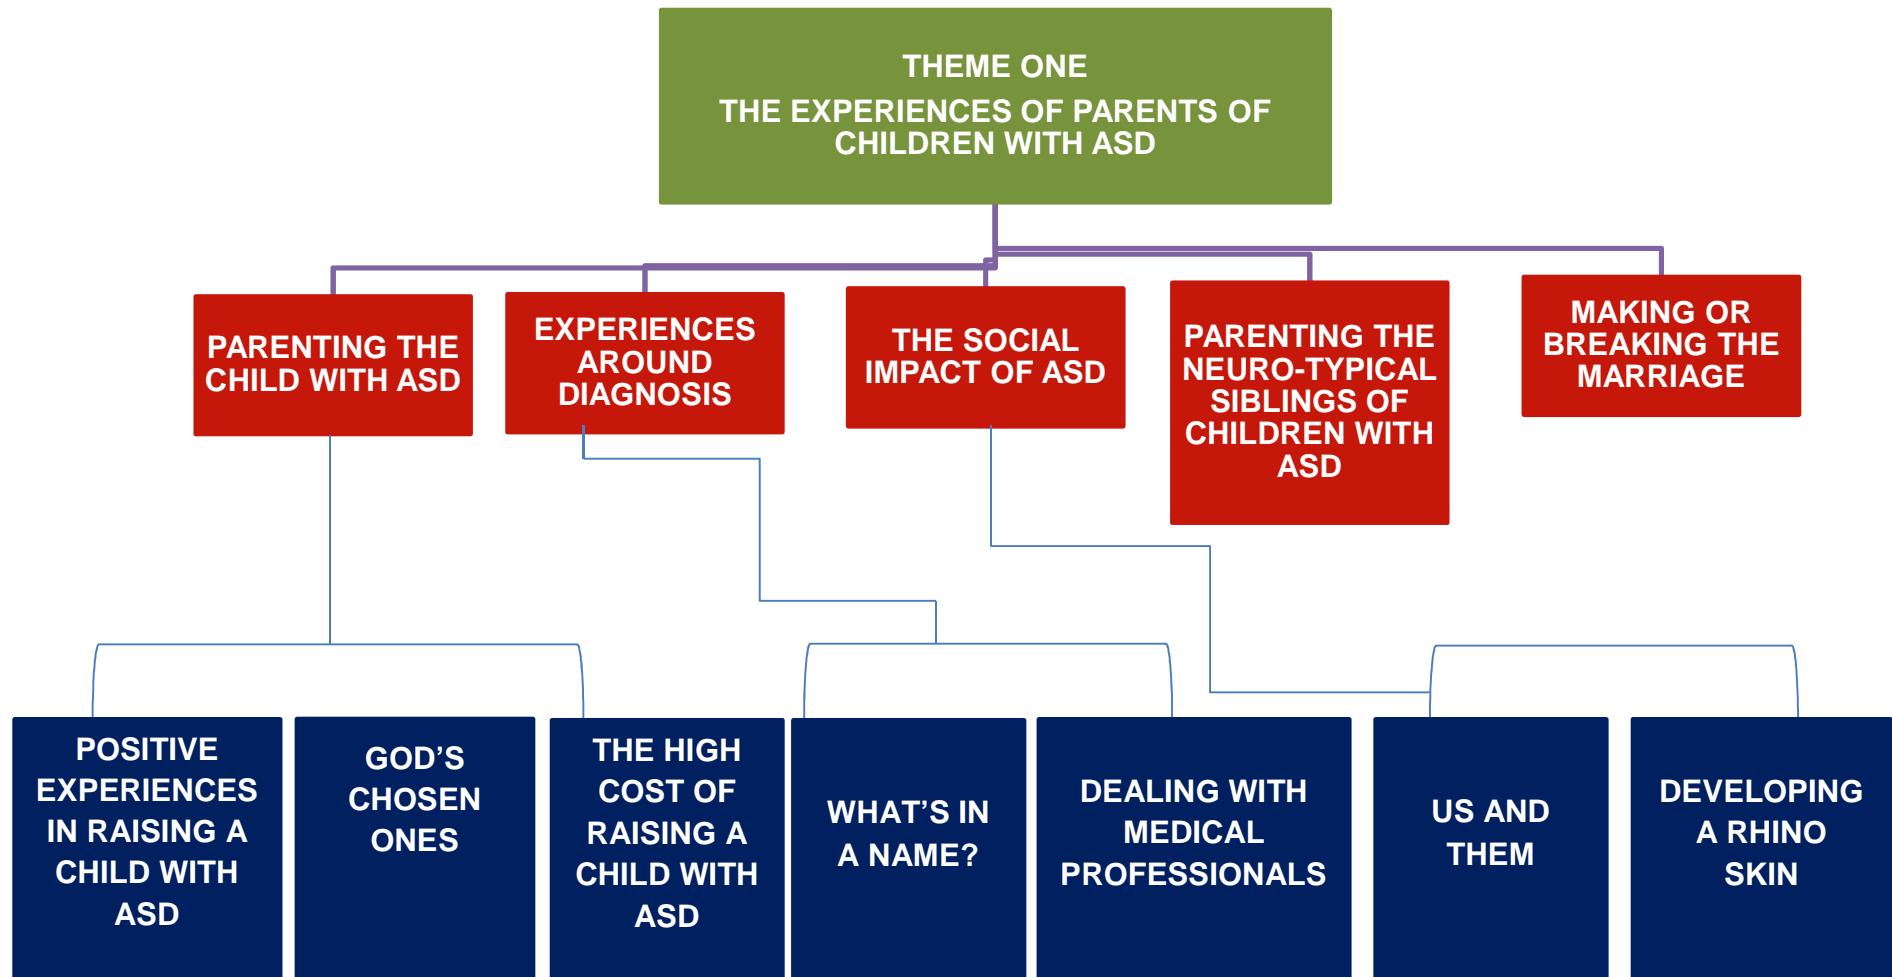 THEME ONE
THE EXPERIENCES OF PARENTS OF
CHILDREN WITH ASD
PARENTING THE
CHILD WITH ASD
EXPERIENCES
AROUND
DIAGNOSIS
THE SOCIAL
IMPACT OF ASD
PARENTING THE
NEURO-TYPICAL
SIBLINGS OF
CHILDREN WITH
ASD
MAKING OR
BREAKING THE
MARRIAGE
POSITIVE
EXPERIENCES
IN RAISING A
CHILD WITH
ASD
GOD’S
CHOSEN
ONES
THE HIGH
COST OF
RAISING A
CHILD WITH
ASD
WHAT’S IN
A NAME?
DEALING WITH
MEDICAL
PROFESSIONALS
US AND
THEM
DEVELOPING
A RHINO
SKIN